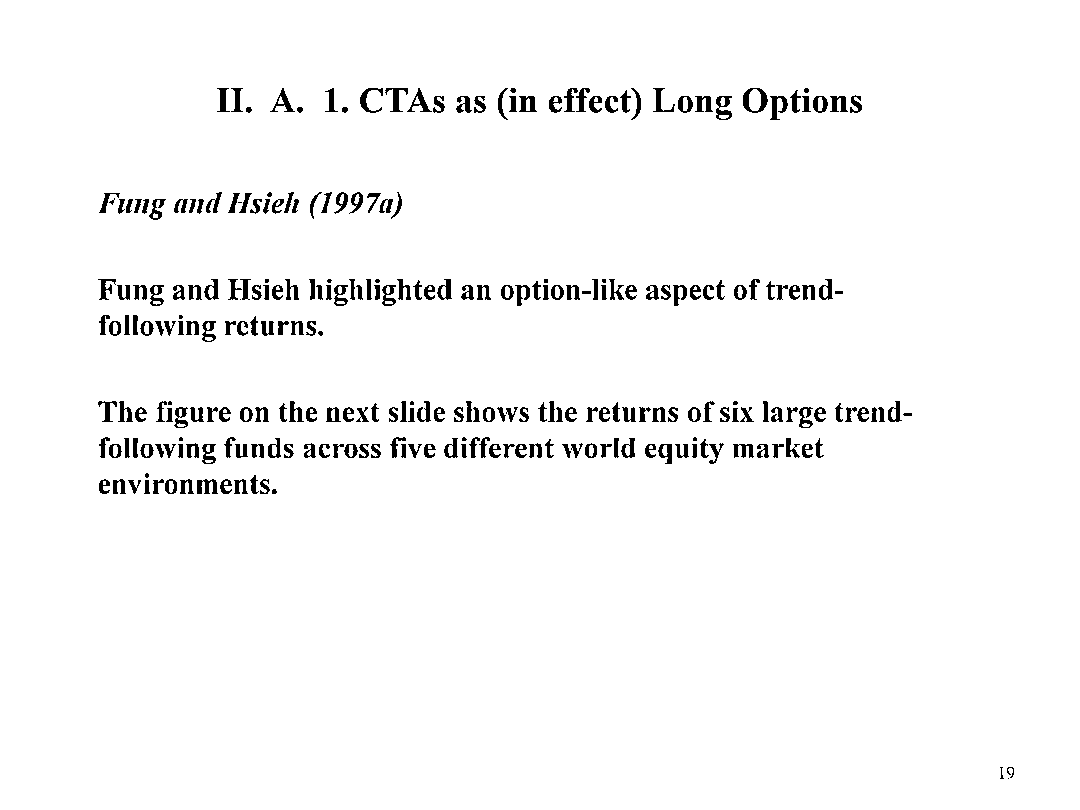 II. A. 1. CTAs as (in effect) Long Options
Fung and Hsieh (1997a)
Fung and Hsieh highlighted an option-like aspect of trend-
following returns.
The figure on the next slide shows the returns of six large trend-
following funds across five different world equity market
environments.
19